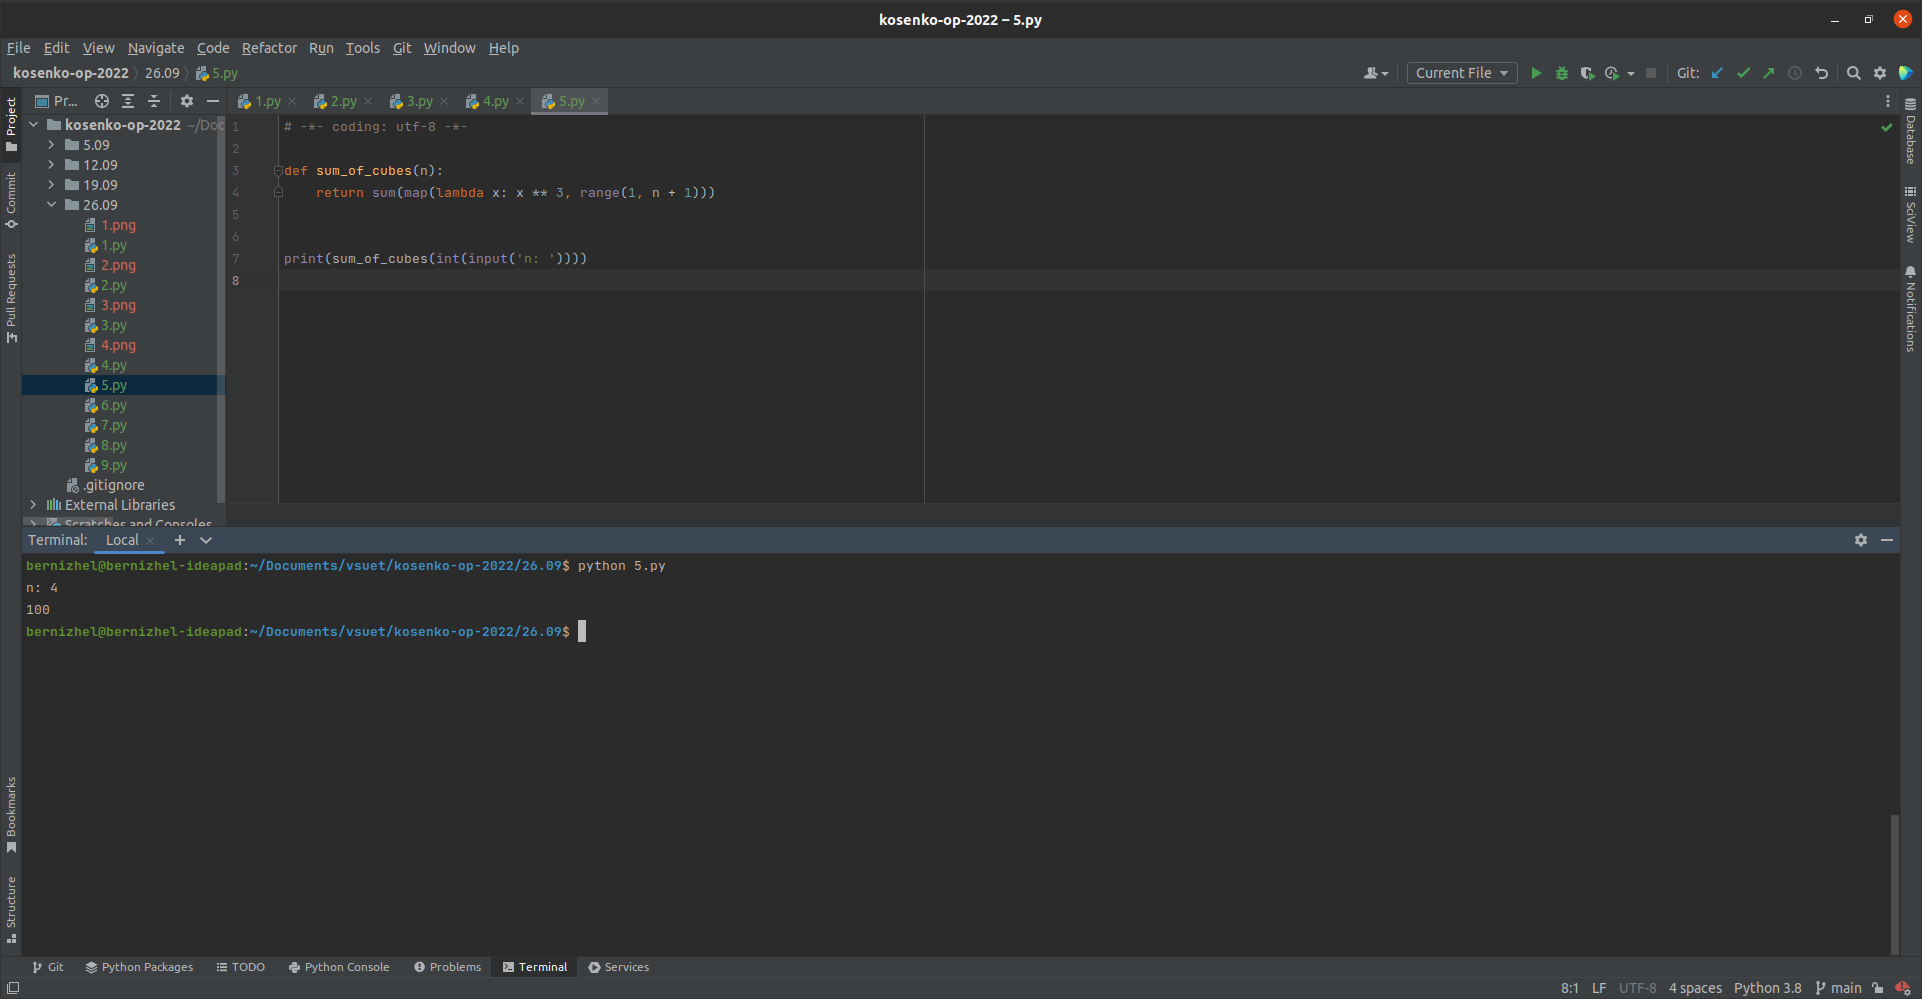 kosenko-op-2022 – 5.py
File Edit View Navigate Code Refactor Run Tools Git Window Help
kosenko-op-2022 26.09 5.py
Current File Git:
Pr...
1.py 2.py 3.py 4.py 5.py
Project
Commit
Pull Requests
Bookmarks
Structure
kosenko-op-2022 ~/Doc
5.09
12.09
19.09
26.09
1.png
1.py
2.png
2.py
3.png
3.py
4.png
4.py
5.py
6.py
7.py
8.py
9.py
.gitignore
External Libraries
Scratches and Consoles
1 # -*- coding: utf-8 -*-
2
3 def sum_of_cubes(n):
4 return sum(map(lambda x: x ** 3, range(1, n + 1)))
5
6
7 print(sum_of_cubes(int(input('n: '))))
8
Database
SciView
Notifications
Terminal: Local
bernizhel@bernizhel-ideapad:~/Documents/vsuet/kosenko-op-2022/26.09$ python 5.py
n: 4
100
bernizhel@bernizhel-ideapad:~/Documents/vsuet/kosenko-op-2022/26.09$
Git Python Packages TODO Python Console Problems Terminal Services
8:1 LF UTF-8 4 spaces Python 3.8 main